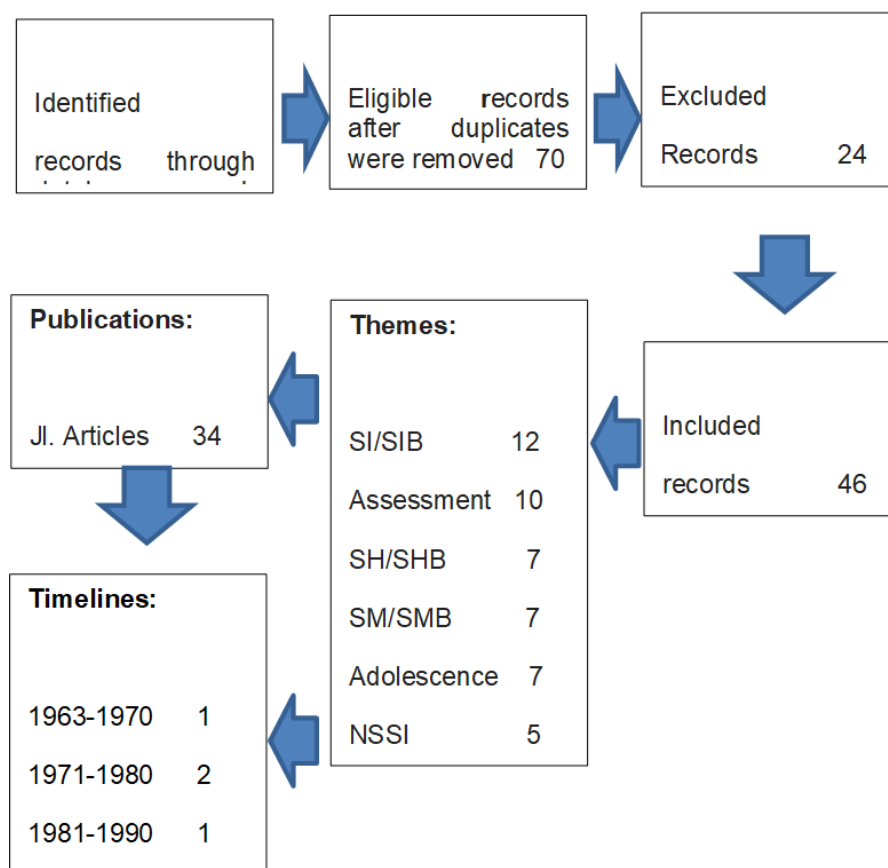 Identified
records through
Eligible records
after duplicates
were removed 70
Excluded
Records 24
Included
records 46
Themes:
SI/SIB 12
Assessment 10
SH/SHB 7
SM/SMB 7
Adolescence 7
NSSI 5
Publications:
Jl. Articles 34
Timelines:
1963-1970 1
1971-1980 2
1981-1990 1